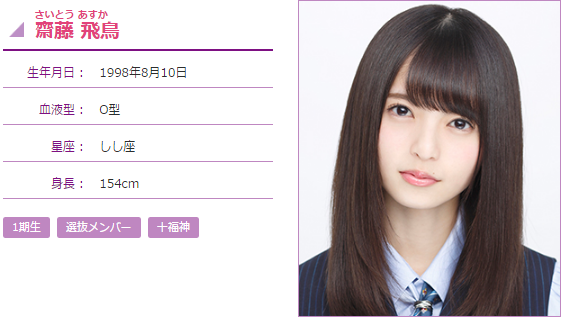 さいとう あすか
齋藤 飛鳥
生年月日： 1998年8月10日
血液型： O型
星座： しし座
身長： 154cm
1期生 選抜メンバー 十福神